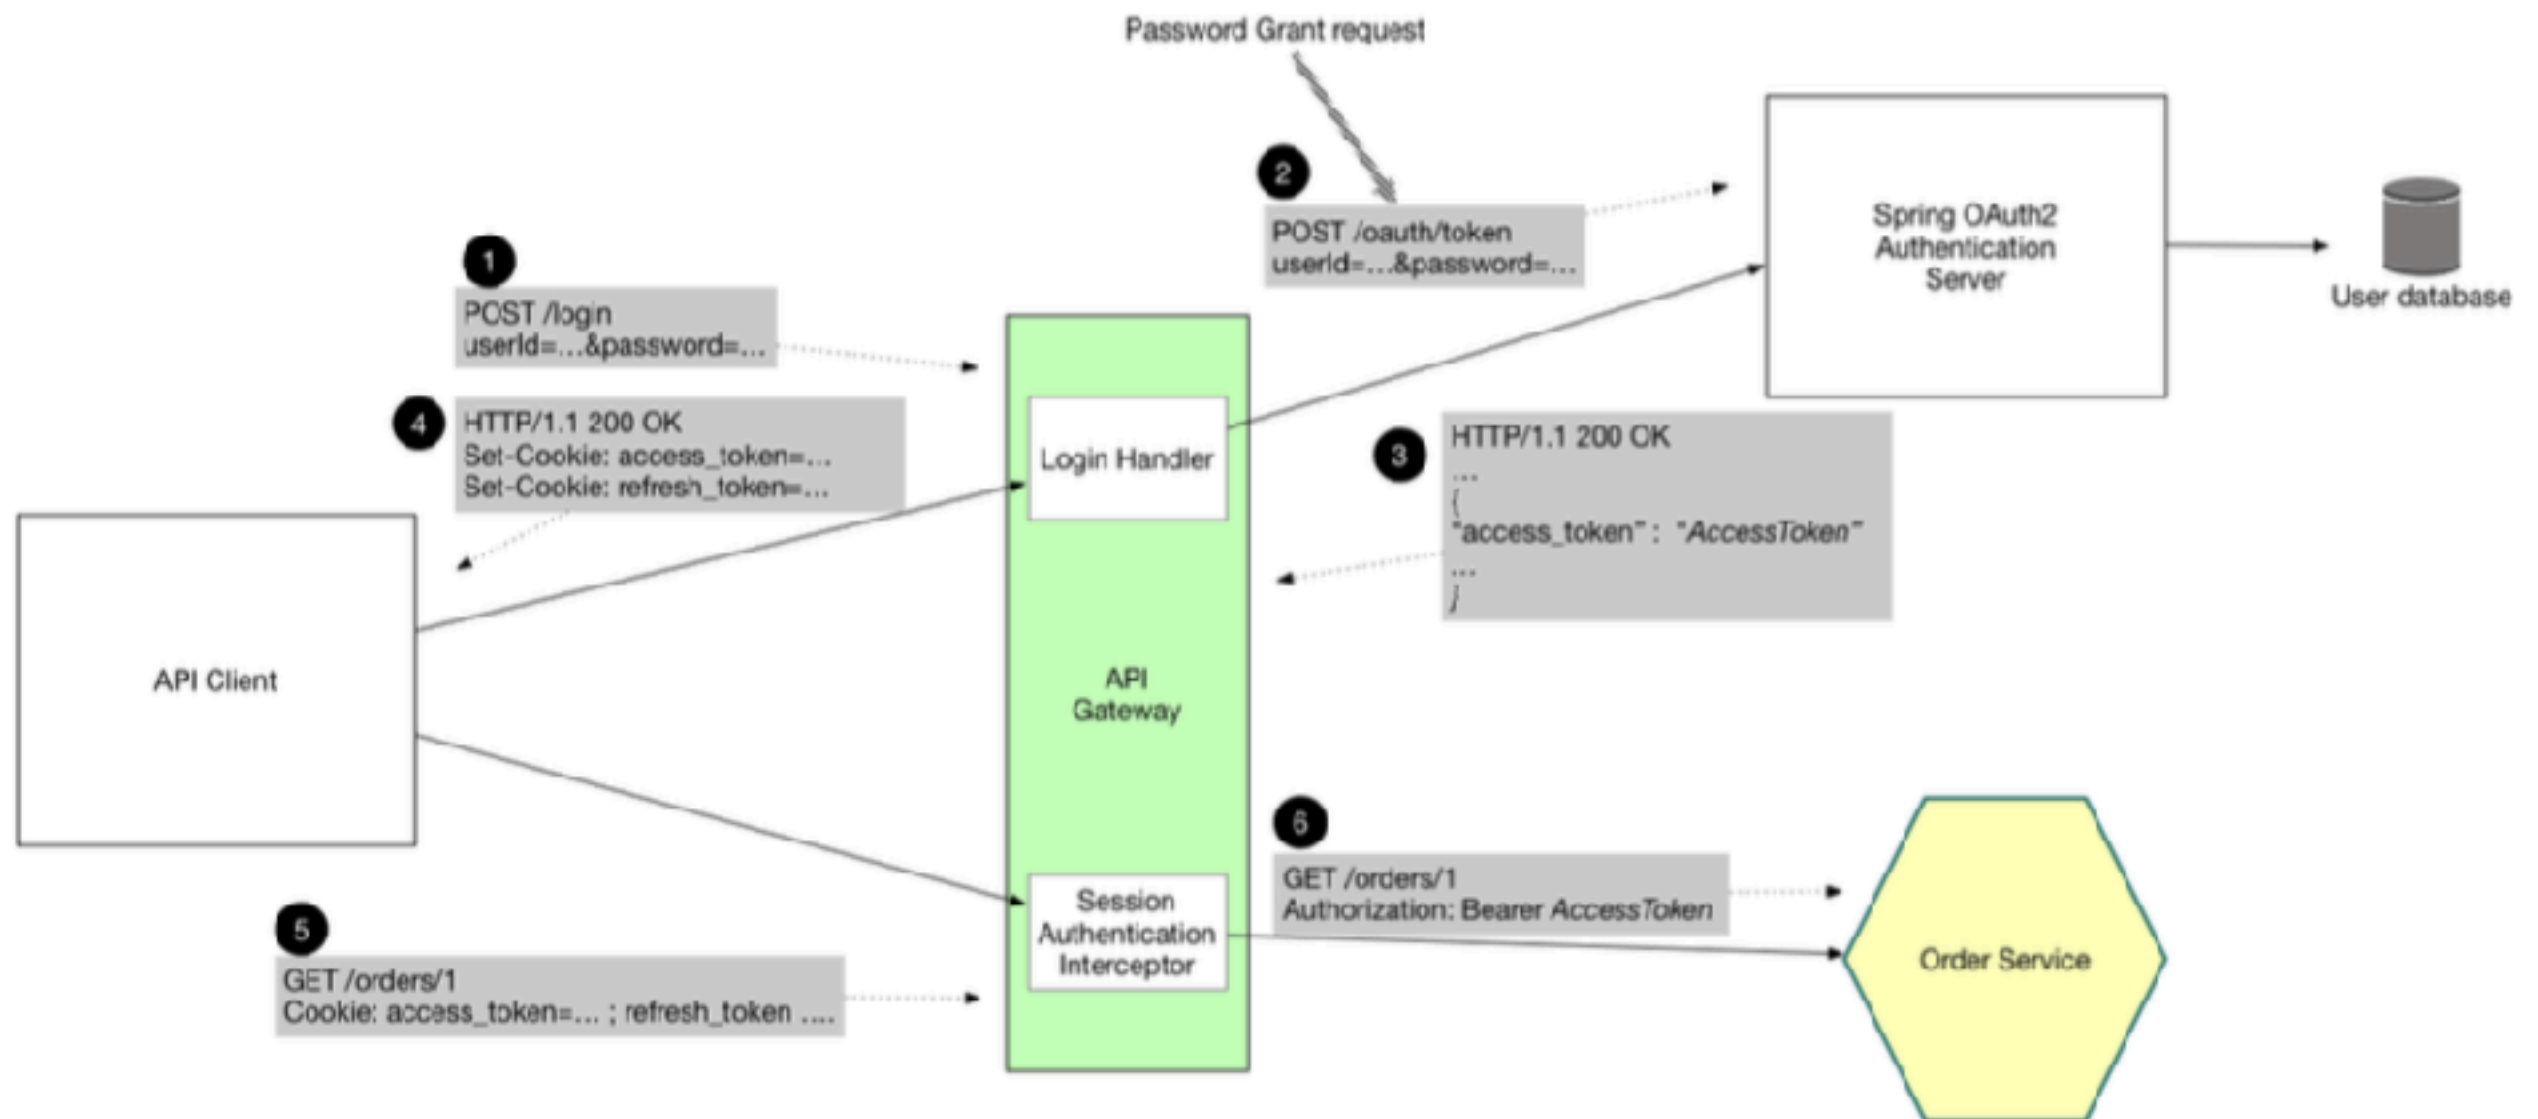 Password Grant request
2
POST /oauth/token
userId=...&password=...
Spring OAuth2
Authentication
Server
User database
1
POST /login
userId=...&password=...
4
HTTP/1.1 200 OK
Set-Cookie: access_token=...
Set-Cookie: refresh_token=...
Login Handler
3
HTTP/1.1 200 OK
...
{
"access_token" : "AccessToken"
...
}
API Client
API
Gateway
5
GET /orders/1
Cookie: access_token=... ; refresh_token ....
Session
Authentication
Interceptor
6
GET /orders/1
Authorization: Bearer AccessToken
Order Service